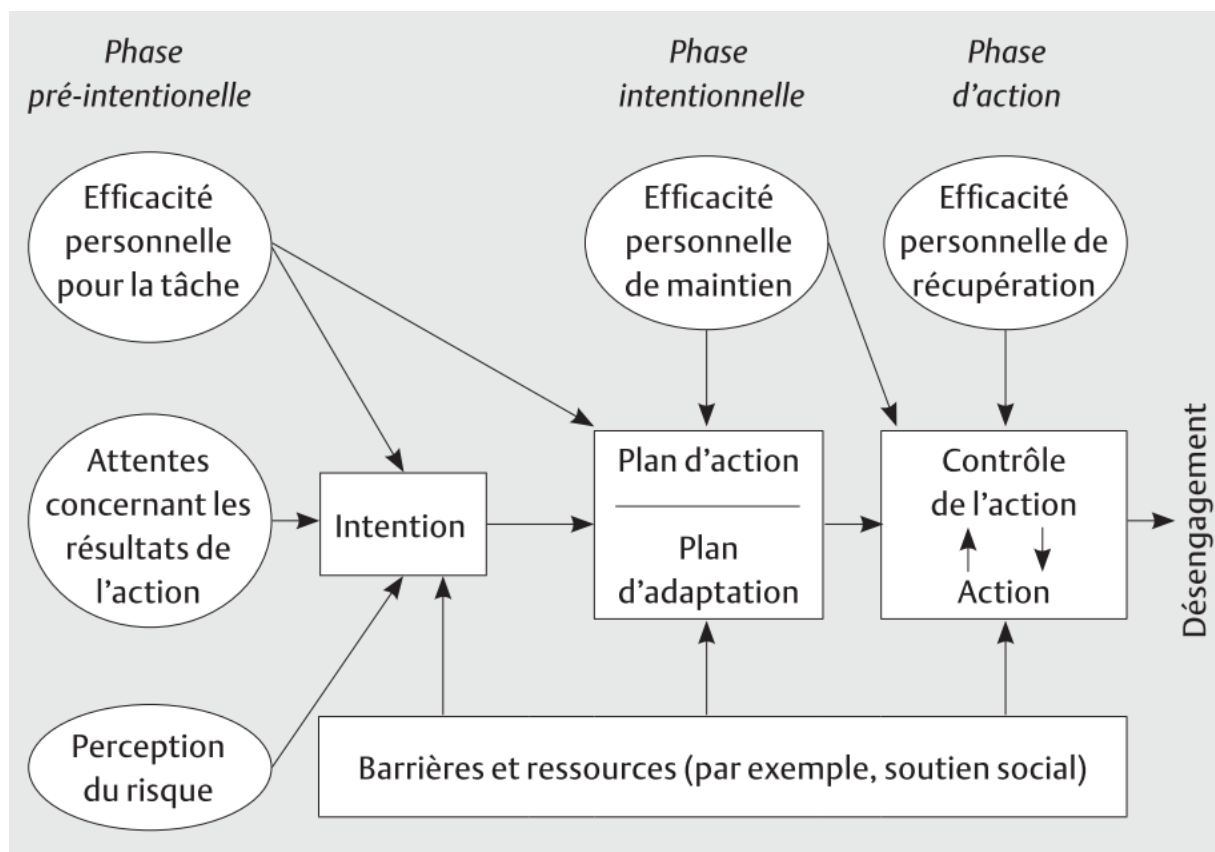 Phase
pré-intentionelle
Phase
intentionnelle
Phase
d'action
Efficacité
personnelle
pour la tâche
Efficacité
personnelle
de maintien
Efficacité
personnelle de
récupération
Attentes
concernant les
résultats de
l'action
Intention
Plan d'action
Plan
d'adaptation
Contrôle
de l'action
Action
Désengagement
Perception
du risque
Barrières et ressources (par exemple, soutien social)